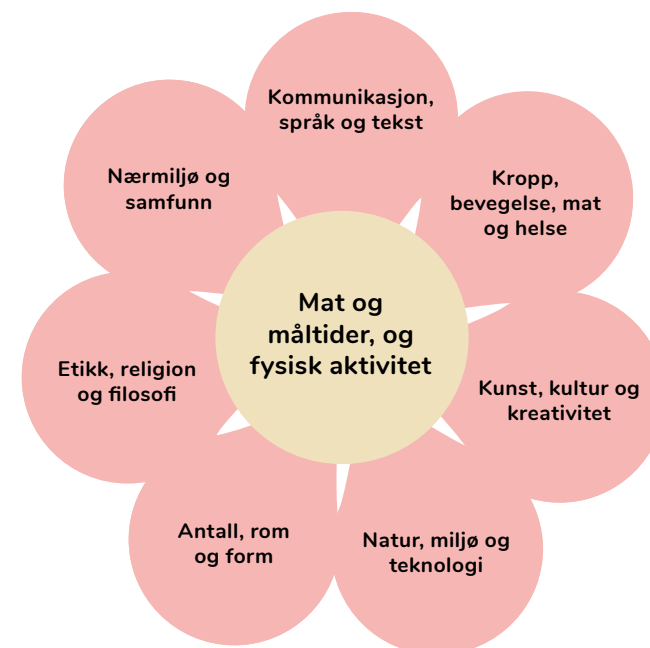 Kommunikasjon,
språk og tekst
Kropp,
bevegelse, mat
og helse
Kunst, kultur og
kreativitet
Natur, miljø og
teknologi
Antall, rom
og form
Etikk, religion
og filosofi
Nærmiljø og
samfunn
Mat og
måltider, og
fysisk aktivitet